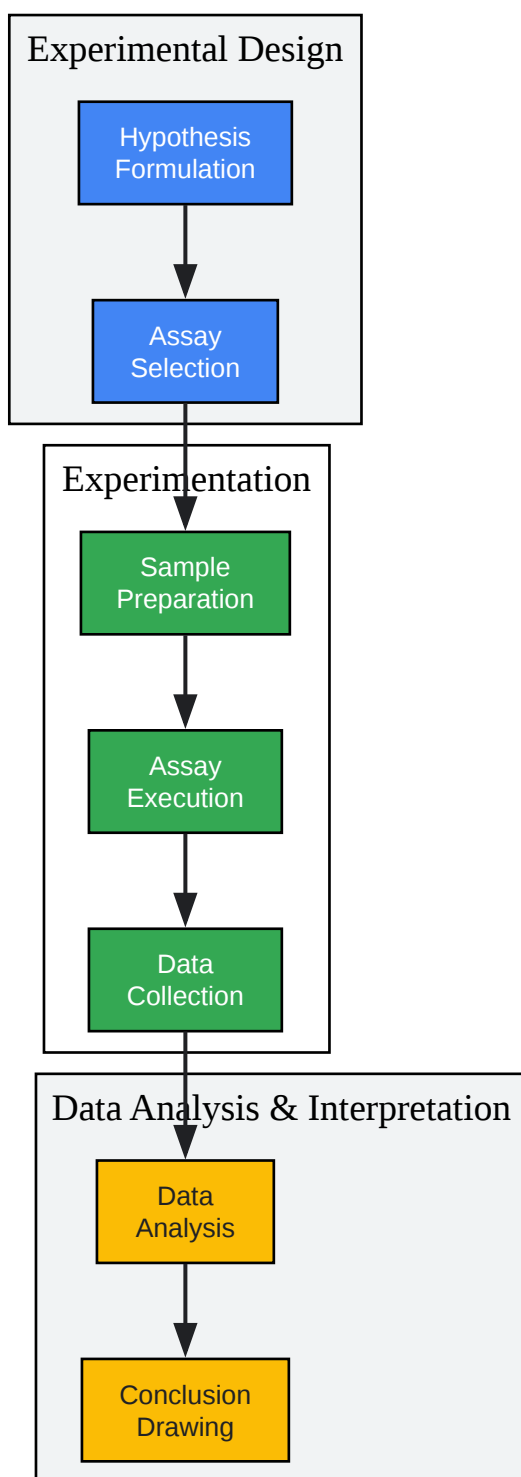 Experimental Design
Hypothesis
Formulation
Assay
Selection
Experimentation
Sample
Preparation
Assay
Execution
Data
Collection
Data Analysis & Interpretation
Data
Analysis
Conclusion
Drawing